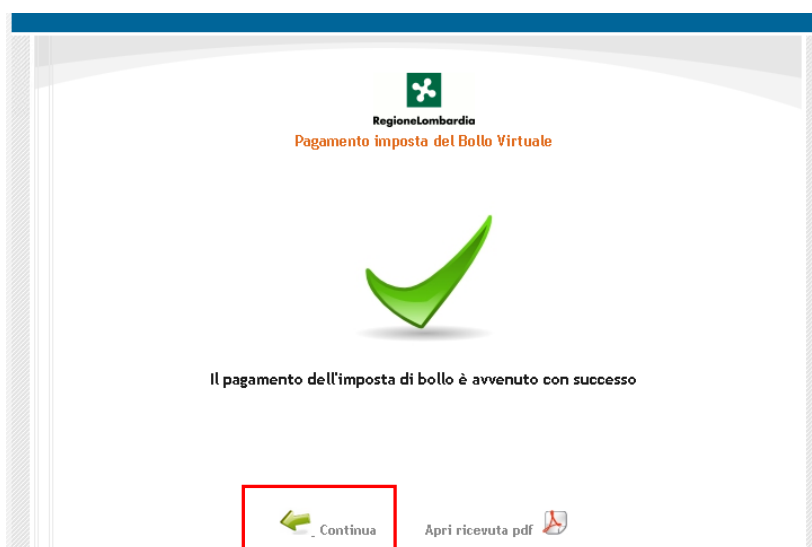 RegioneLombardia
Pagamento imposta del Bollo Virtuale
Il pagamento dell'imposta di bollo è avvenuto con successo
Continua Apri ricevuta pdf